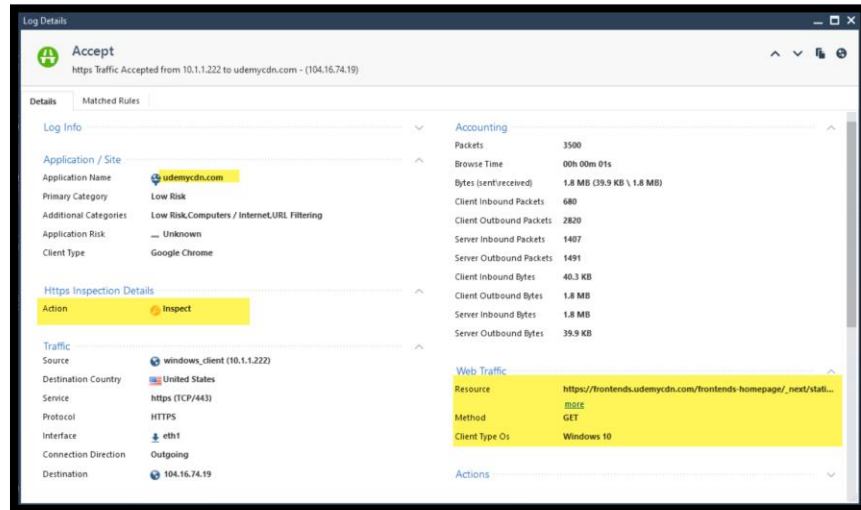 Log Details
Accept
https Traffic Accepted from 10.1.1.222 to udemycdn.com - (104.16.74.19)
Details
Matched Rules
Log Info
Application / Site
Application Name udemycdn.com
Primary Category Low Risk
Additional Categories Low Risk,Computers / Internet,URL Filtering
Application Risk Unknown
Client Type Google Chrome
Https Inspection Details
Action Inspect
Traffic
Source windows_client (10.1.1.222)
Destination Country United States
Service https (TCP/443)
Protocol HTTPS
Interface eth1
Connection Direction Outgoing
Destination 104.16.74.19
Accounting
Packets 3500
Browse Time 00h 00m 01s
Bytes (sent\received) 1.8 MB (39.9 KB \ 1.8 MB)
Client Inbound Packets 680
Client Outbound Packets 2820
Server Inbound Packets 1407
Server Outbound Packets 1491
Client Inbound Bytes 40.3 KB
Client Outbound Bytes 1.8 MB
Server Inbound Bytes 1.8 MB
Server Outbound Bytes 39.9 KB
Web Traffic
Resource https://frontends.udemycdn.com/frontends-homepage/_next/stati...
more
Method GET
Client Type Os Windows 10
Actions